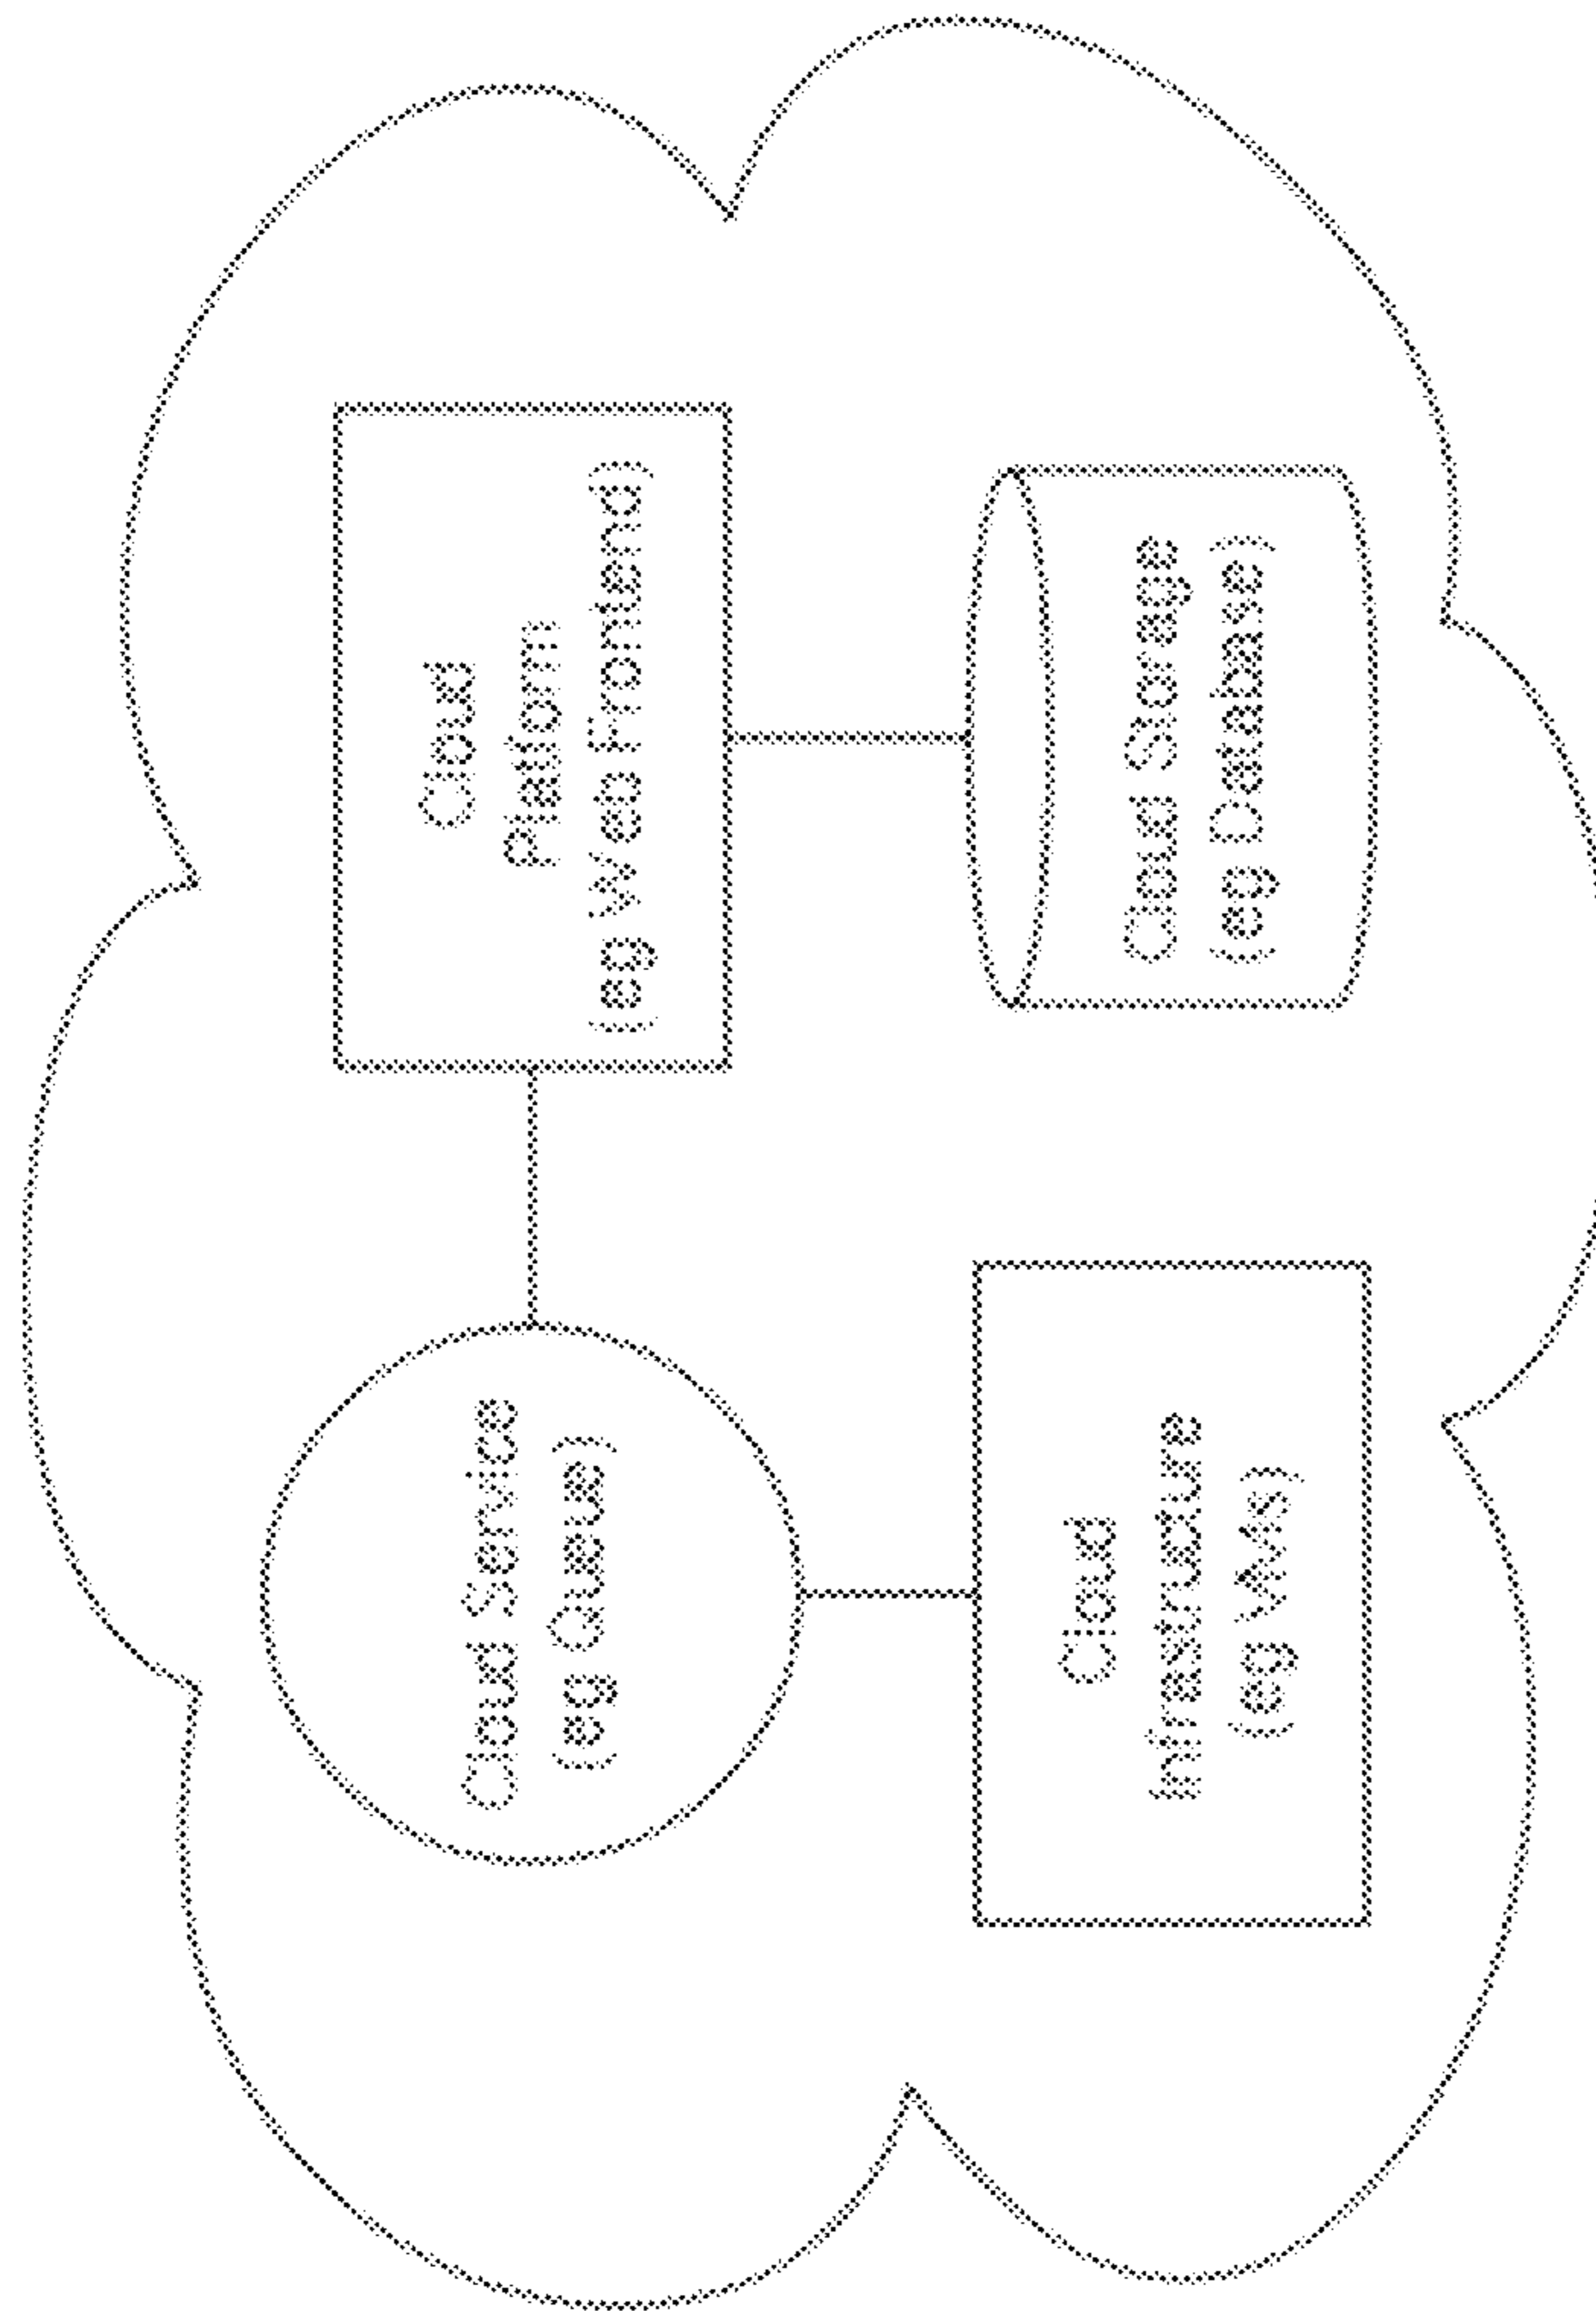 Cloud Service
(eg Queue)
Cloud
Platform
(eg Web Frontend)
Cloud
Infrastructure
(eg VMs)
Cloud Storage
(eg Database)